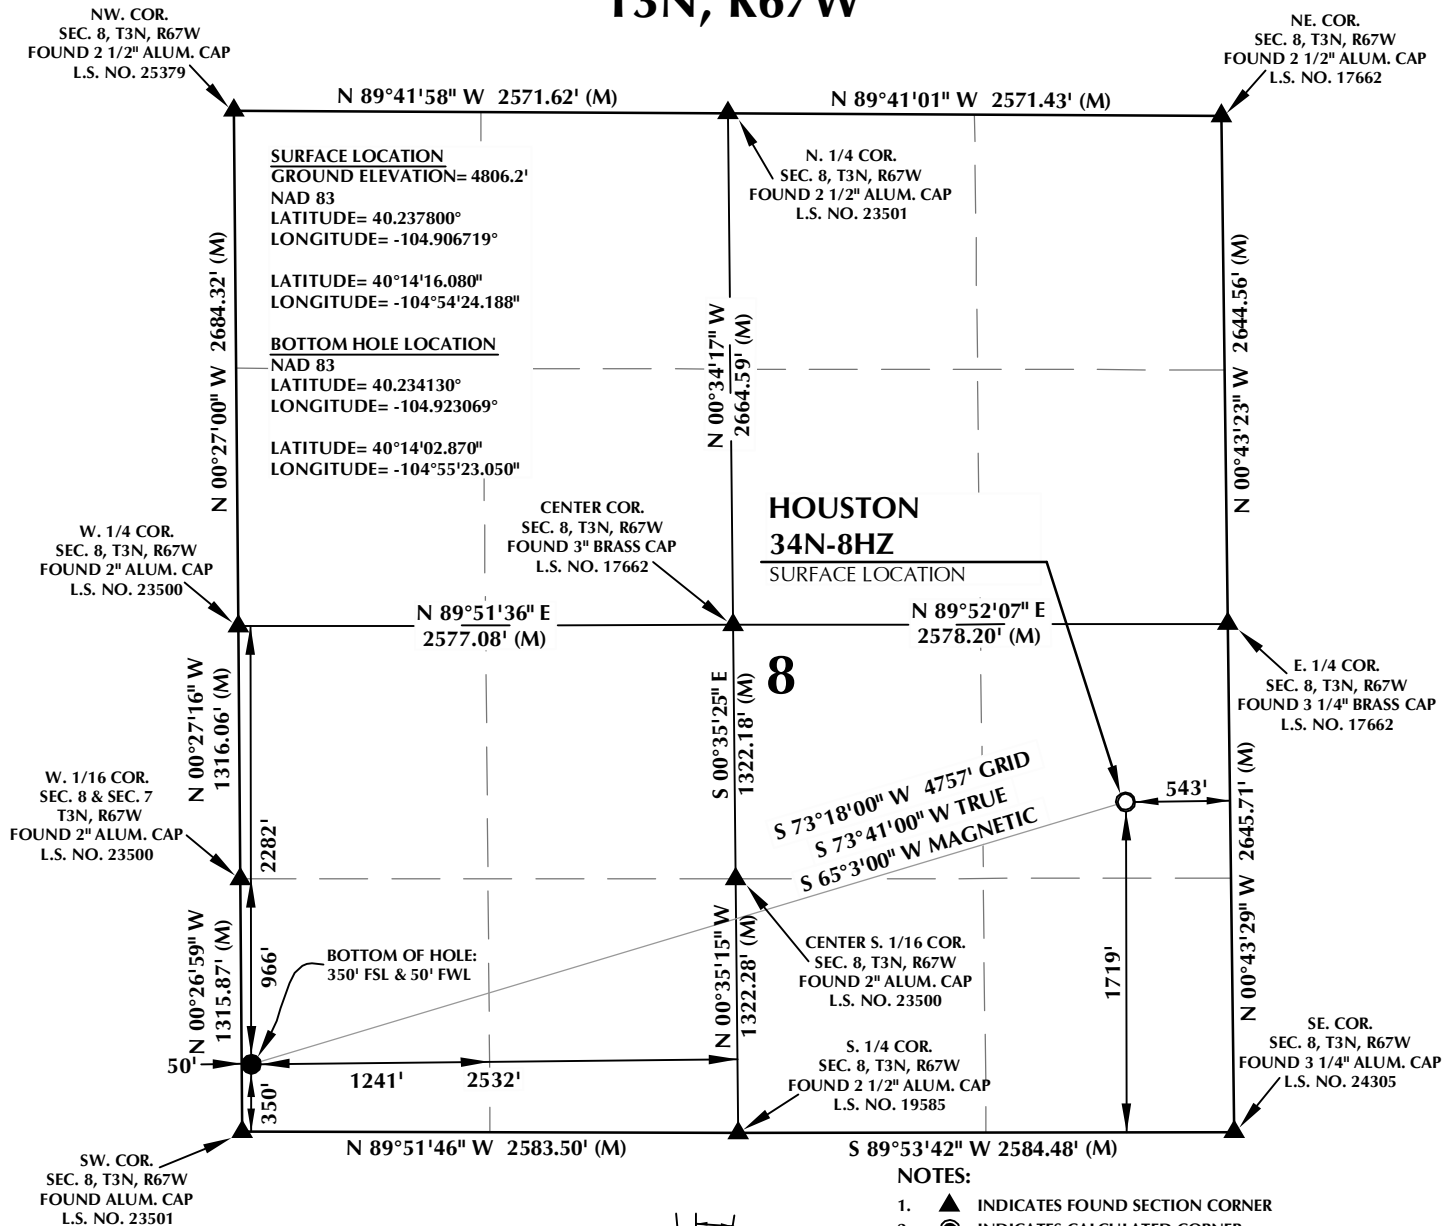 T3N, R67W
NW. COR.
SEC. 8, T3N, R67W
FOUND 2 1/2" ALUM. CAP
L.S. NO. 25379
NE. COR.
SEC. 8, T3N, R67W
FOUND 2 1/2" ALUM. CAP
L.S. NO. 17662
N 89°41'58" W 2571.62' (M)
N 89°41'01" W 2571.43' (M)
SURFACE LOCATION
GROUND ELEVATION= 4806.2'
NAD 83
LATITUDE= 40.237800°
LONGITUDE= -104.906719°
LATITUDE= 40°14'16.080"
LONGITUDE= -104°54'24.188"
BOTTOM HOLE LOCATION
NAD 83
LATITUDE= 40.234130°
LONGITUDE= -104.923069°
LATITUDE= 40°14'02.870"
LONGITUDE= -104°55'23.050"
N. 1/4 COR.
SEC. 8, T3N, R67W
FOUND 2 1/2" ALUM. CAP
L.S. NO. 23501
N 00°27'00" W 2684.32' (M)
N 00°34'17" W
2664.59' (M)
N 00°43'23" W 2644.56' (M)
W. 1/4 COR.
SEC. 8, T3N, R67W
FOUND 2" ALUM. CAP
L.S. NO. 23500
CENTER COR.
SEC. 8, T3N, R67W
FOUND 3" BRASS CAP
L.S. NO. 17662
HOUSTON
34N-8HZ
SURFACE LOCATION
N 89°51'36" E
2577.08' (M)
N 89°52'07" E
2578.20' (M)
8
E. 1/4 COR.
SEC. 8, T3N, R67W
FOUND 3 1/4" BRASS CAP
L.S. NO. 17662
N 00°27'16" W
1316.06' (M)
2282'
S 00°35'25" E
1322.18' (M)
S 73°18'00" W 4757' GRID
S 73°41'00" W TRUE
S 65°3'00" W MAGNETIC
543'
N 00°43'29" W 2645.71' (M)
W. 1/16 COR.
SEC. 8 & SEC. 7
T3N, R67W
FOUND 2" ALUM. CAP
L.S. NO. 23500
N 00°26'59" W
1315.87' (M)
966'
BOTTOM OF HOLE:
350' FSL & 50' FWL
N 00°35'15" W
1322.28' (M)
CENTER S. 1/16 COR.
SEC. 8, T3N, R67W
FOUND 2" ALUM. CAP
L.S. NO. 23500
1719'
50'
1241'
2532'
350'
S. 1/4 COR.
SEC. 8, T3N, R67W
FOUND 2 1/2" ALUM. CAP
L.S. NO. 19585
SE. COR.
SEC. 8, T3N, R67W
FOUND 3 1/4" ALUM. CAP
L.S. NO. 24305
N 89°51'46" W 2583.50' (M)
S 89°53'42" W 2584.48' (M)
SW. COR.
SEC. 8, T3N, R67W
FOUND ALUM. CAP
L.S. NO. 23501
NOTES:
1. INDICATES FOUND SECTION CORNER
2. INDICATES CALCULATED CORNER